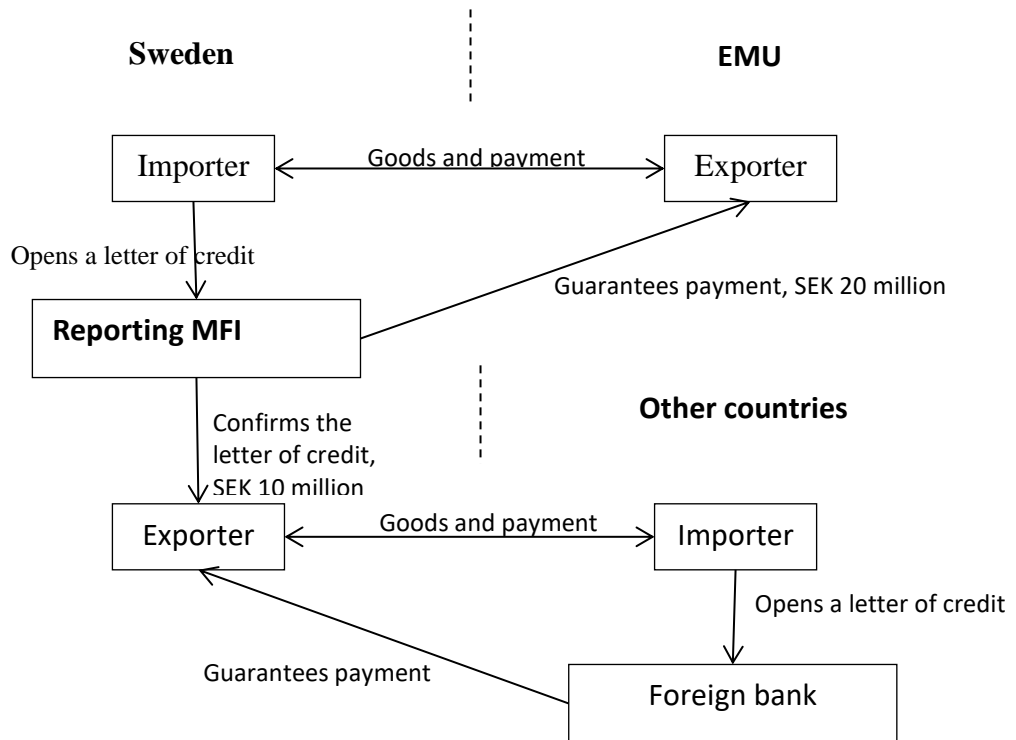 Sweden
EMU
Importer
Goods and payment
Exporter
Opens a letter of credit
Guarantees payment, SEK 20 million
Reporting MFI
Other countries
Confirms the
letter of credit,
SEK 10 million
Exporter
Goods and payment
Importer
Opens a letter of credit
Guarantees payment
Foreign bank